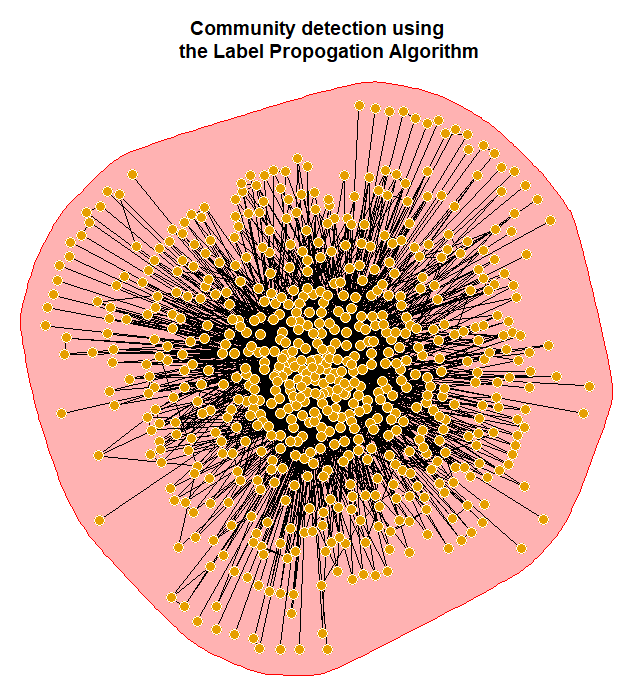 Community detection using
the Label Propogation Algorithm